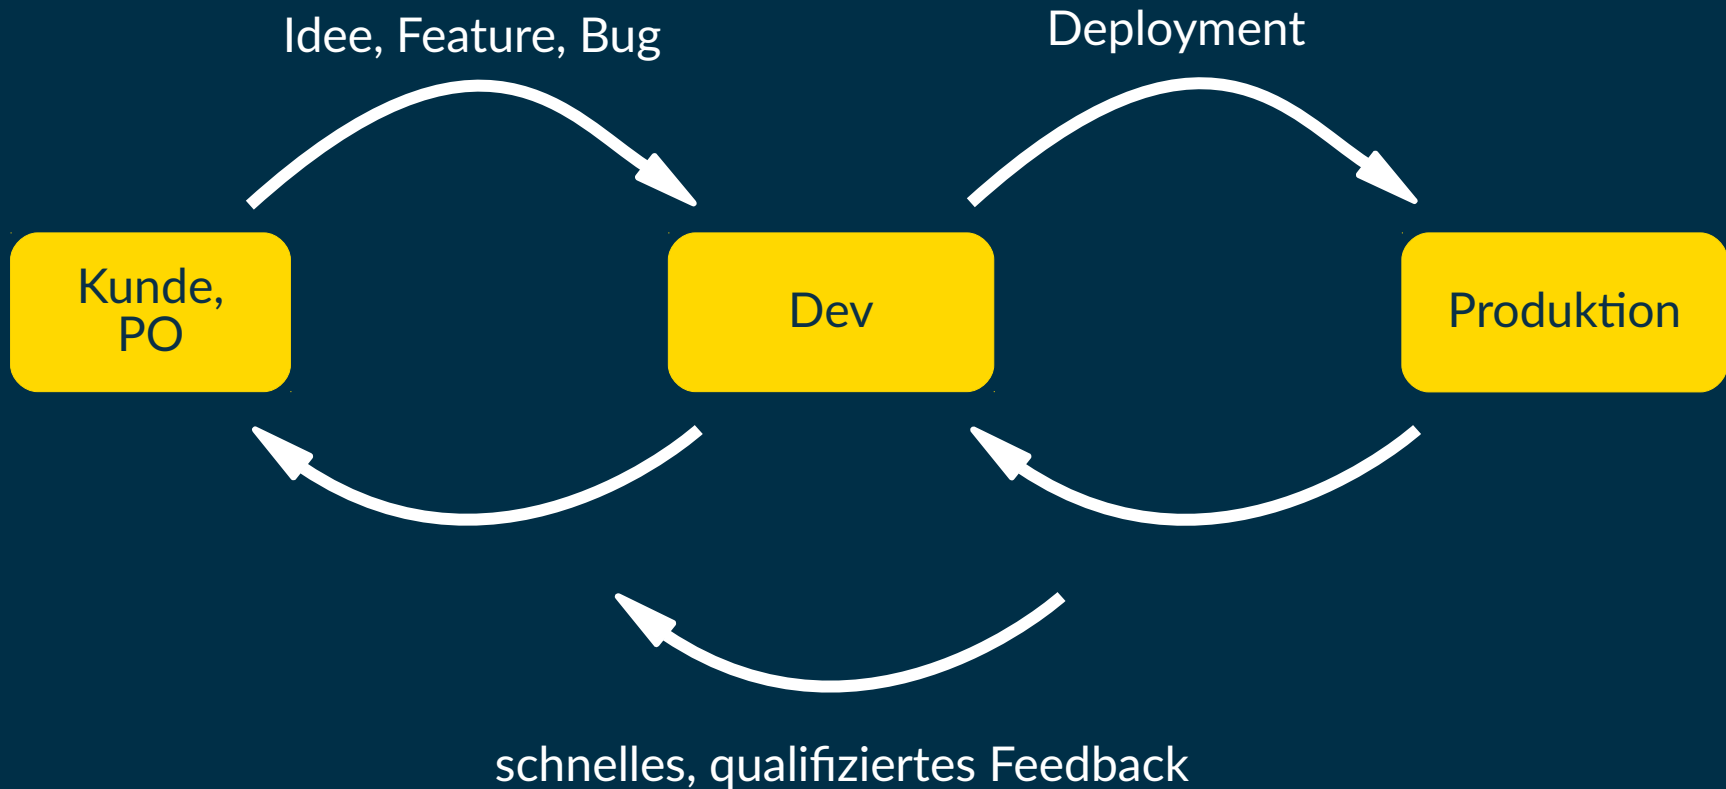 Idee, Feature, Bug
Deployment
Kunde,
PO
Dev
Produktion
schnelles, qualifiziertes Feedback